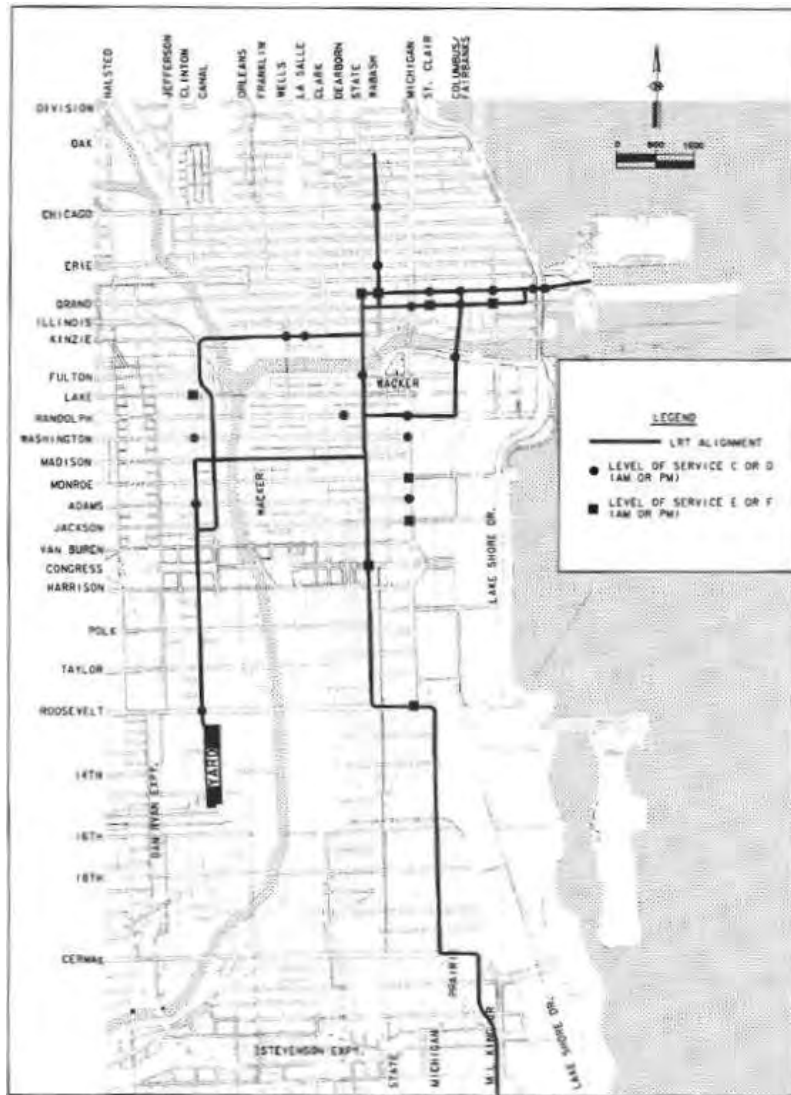 HALSTED
JEFFERSON
CLINTON
CANAL
ORLEANS
FRANKLIN
WELLS
LA SALLE
CLARK
DEARBORN
STATE
WABASH
MICHIGAN
ST. CLAIR
COLUMBUS/
FAIRBANKS
DIVISION
OAK
CHICAGO
ERIE
GRAND
ILLINOIS
KINZIE
FULTON
LAKE
RANDOLPH
WASHINGTON
MADISON
MONROE
ADAMS
JACKSON
VAN BUREN
CONGRESS
HARRISON
POLK
TAYLOR
ROOSEVELT
14TH
16TH
18TH
CERMAK
0 800 1600
WACKER
WACKER
LAKE SHORE DR.
LEGEND
LRT ALIGNMENT
LEVEL OF SERVICE C OR D
(AM OR PM)
LEVEL OF SERVICE E OR F
(AM OR PM)
YARD
DAN RYAN EXPY.
STEVENSON EXPY.
STATE
MICHIGAN
M.L. KING DR
LAKE SHORE DR.